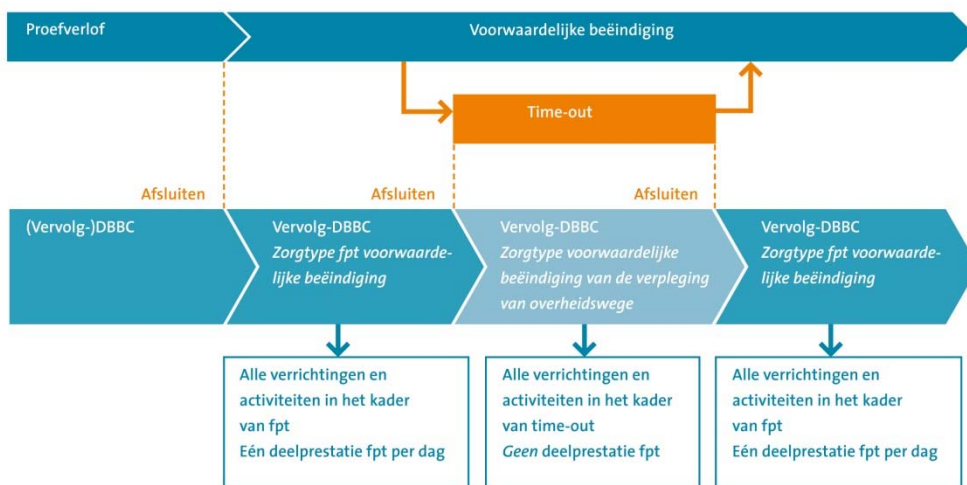 Proefverlof
Voorwaardelijke beëindiging
Time-out
Afsluiten
Afsluiten
Afsluiten
(Vervolg-)DBBC
Vervolg-DBBC
Zorgtype fpt voorwaarde-
lijke beëindiging
Vervolg-DBBC
Zorgtype voorwaardelijke
beëindiging van de verpleging
van overheidswege
Vervolg-DBBC
Zorgtype fpt voorwaarde-
lijke beëindiging
Alle verrichtingen en
activiteiten in het kader
van fpt
Eén deelprestatie fpt per dag
Alle verrichtingen en
activiteiten in het kader
van time-out
Geen deelprestatie fpt
Alle verrichtingen en
activiteiten in het kader
van fpt
Eén deelprestatie fpt per dag